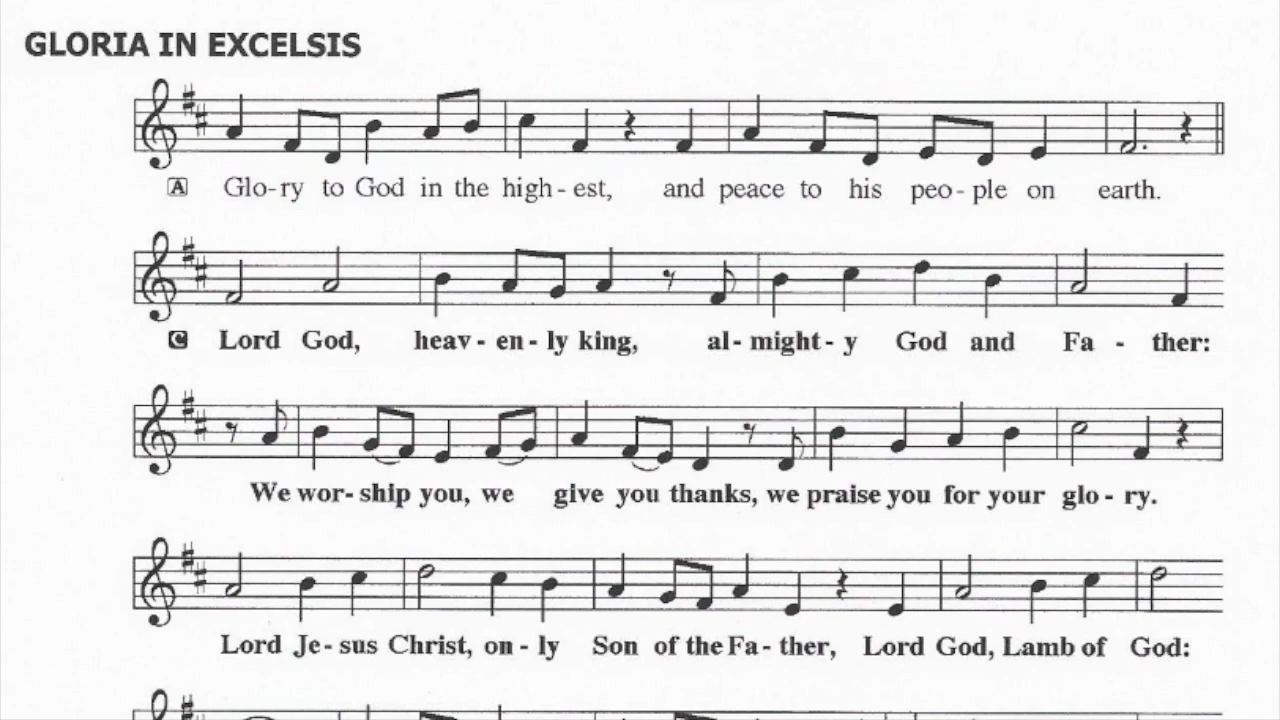 GLORIA IN EXCELSIS
A Glo-ry to God in the high-est, and peace to his peo-ple on earth.
C Lord God, heav-en-ly king, al-might-y God and Fa-ther:
We wor-ship you, we give you thanks, we praise you for your glo-ry.
Lord Je-sus Christ, on-ly Son of the Fa-ther, Lord God, Lamb of God: